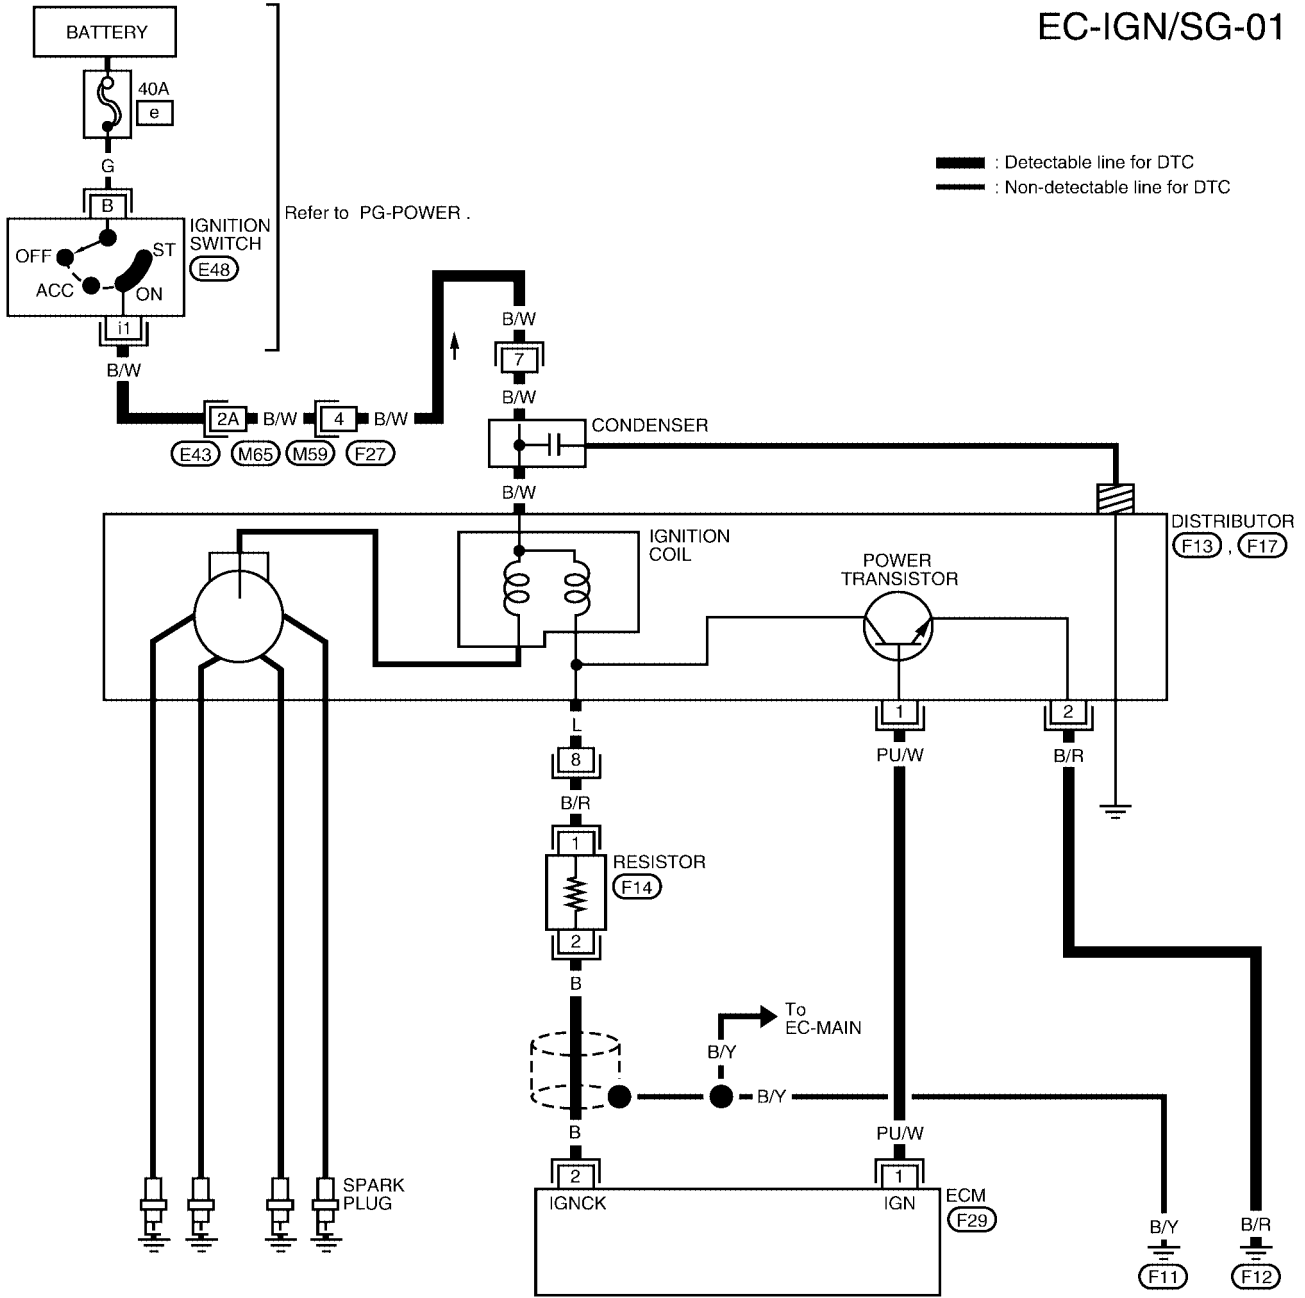 EC-IGN/SG-01
BATTERY
40A
e
G
B
IGNITION
SWITCH
E48
OFF
ACC
ST
ON
i1
B/W
Refer to PG-POWER .
: Detectable line for DTC
: Non-detectable line for DTC
2A
B/W
4
B/W
E43
M65
M59
F27
B/W
7
B/W
CONDENSER
B/W
DISTRIBUTOR
F13 , F17
IGNITION
COIL
POWER
TRANSISTOR
1
2
L
PU/W
B/R
8
B/R
1
RESISTOR
F14
2
B
To
EC-MAIN
B/Y
B/Y
B
PU/W
2
1
IGNCK
IGN
ECM
F29
SPARK
PLUG
B/Y
B/R
F11
F12